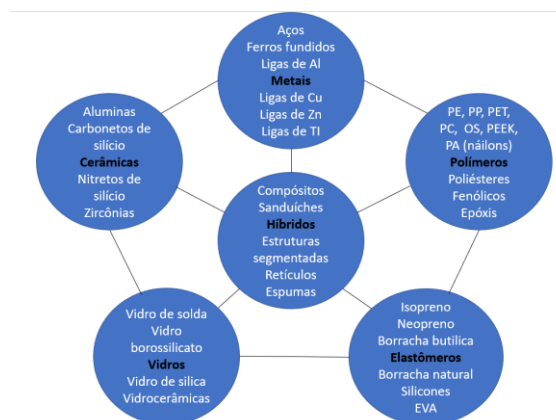 Aços
Ferros fundidos
Ligas de Al
Metais
Ligas de Cu
Ligas de Zn
Ligas de TI
Aluminas
Carbonetos de
silício
Cerâmicas
Nitretos de
silício
Zircônias
PE, PP, PET,
PC, OS, PEEK,
PA (náilons)
Polímeros
Poliésteres
Fenólicos
Epóxis
Compósitos
Sanduíches
Híbridos
Estruturas
segmentadas
Retículos
Espumas
Vidro de solda
Vidro
borossilicato
Vidros
Vidro de silica
Vidrocerâmicas
Isopreno
Neopreno
Borracha butilica
Elastômeros
Borracha natural
Silicones
EVA